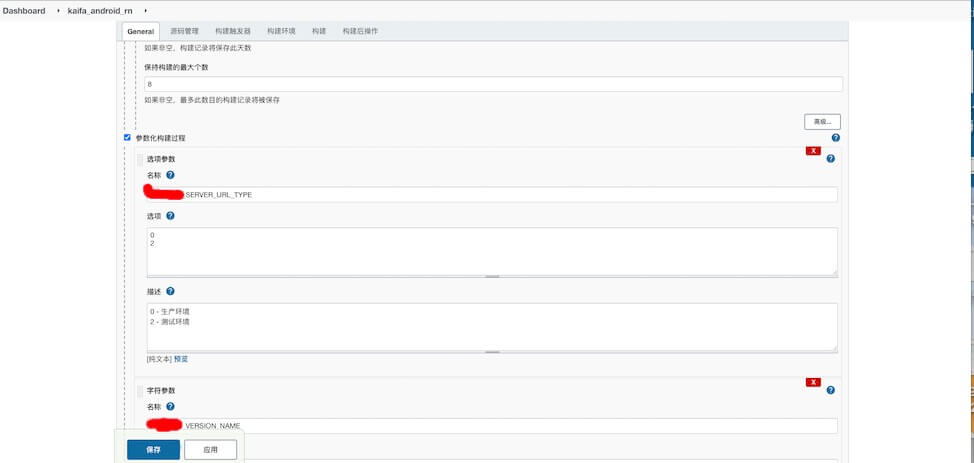 Dashboard kaifa_android_rn
General 源码管理 构建触发器 构建环境 构建 构建后操作
如果非空，构建记录将保存此天数
保持构建的最大个数
8
如果非空，最多此数目的构建记录将被保存
高级...
参数化构建过程
X
选项参数
名称
SERVER_URL_TYPE
选项
0
2
描述
0 - 生产环境
2 - 测试环境
[纯文本] 预览
X
字符参数
名称
VERSION_NAME
保存 应用